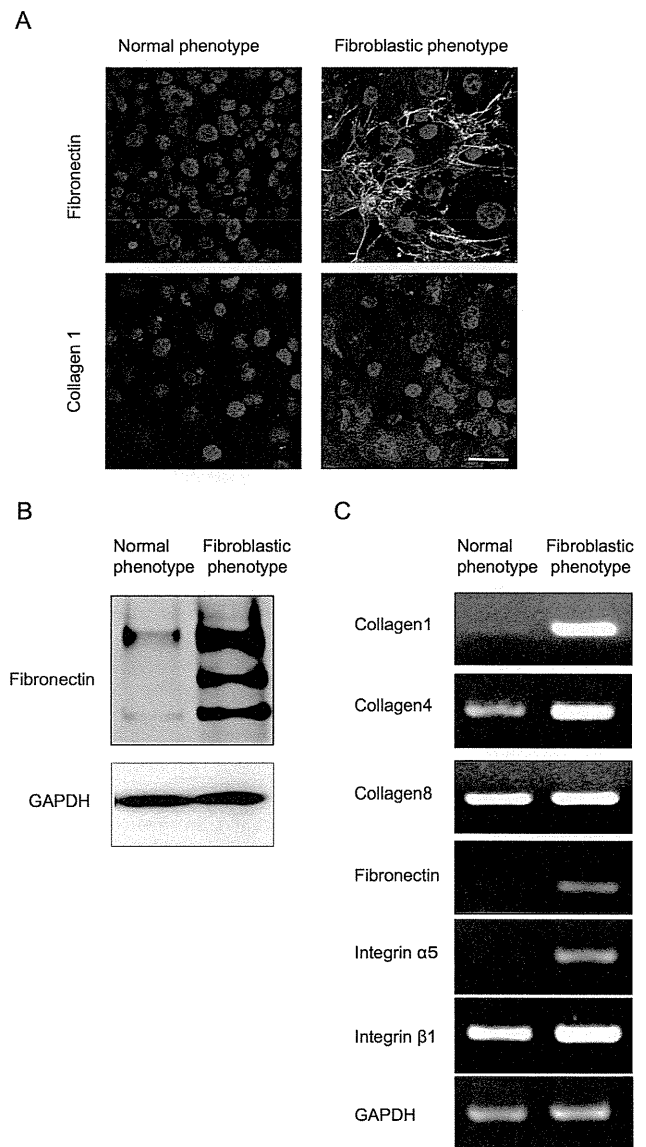 A
Normal phenotype
Fibroblastic phenotype
Fibronectin
Collagen 1
B
Normal
phenotype
Fibroblastic
phenotype
Fibronectin
GAPDH
C
Normal
phenotype
Fibroblastic
phenotype
Collagen1
Collagen4
Collagen8
Fibronectin
Integrin α5
Integrin β1
GAPDH